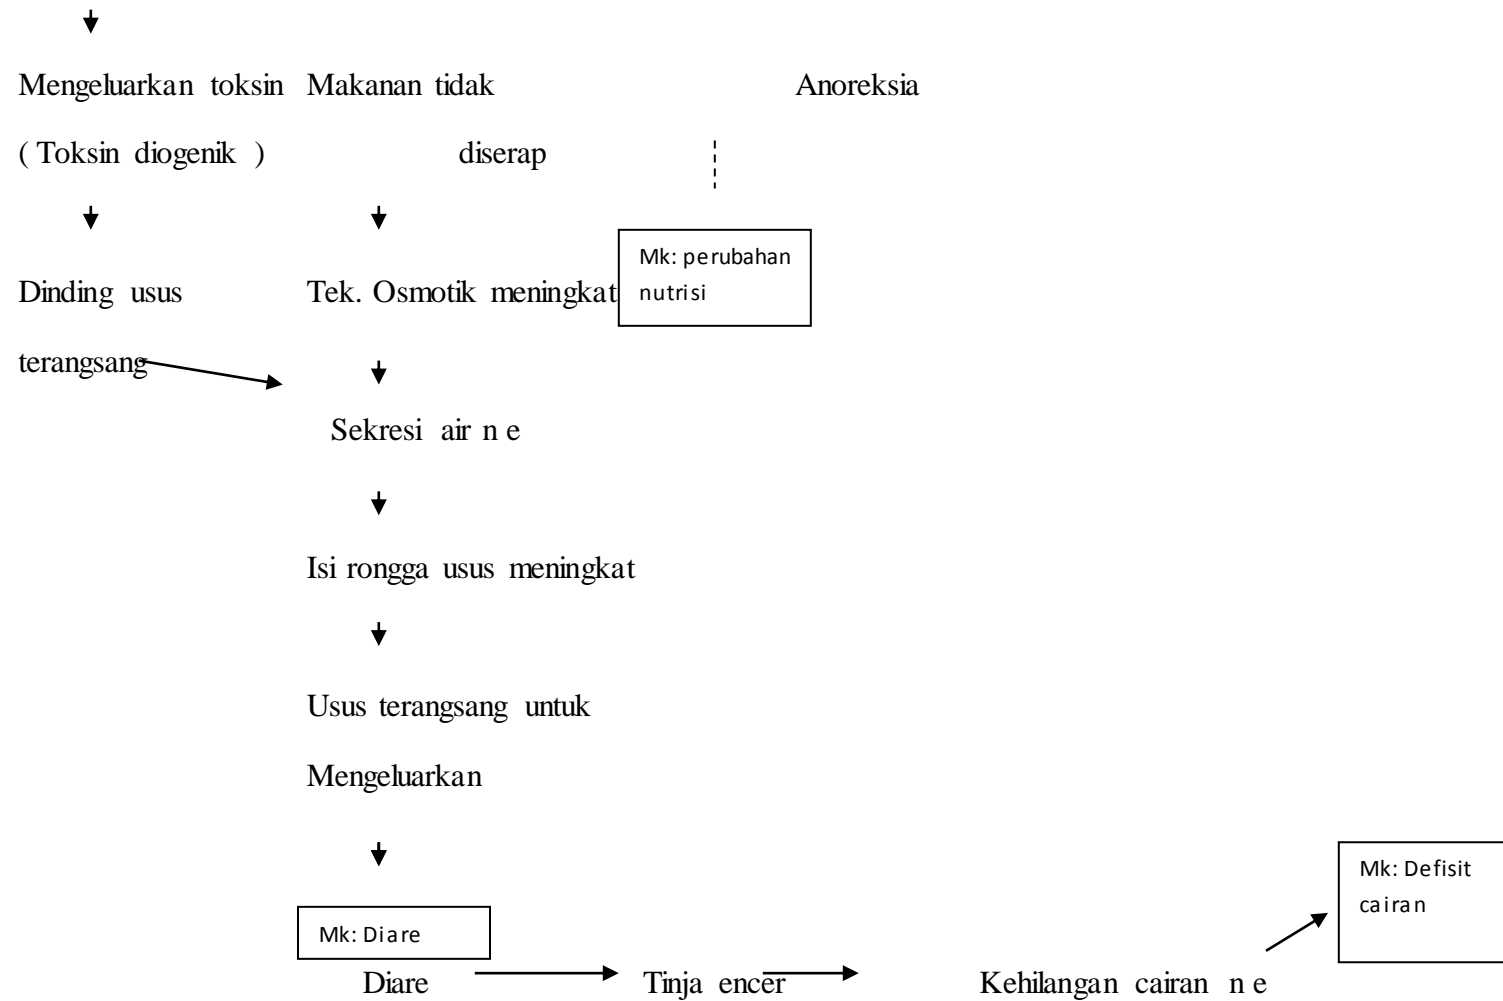 Mengeluarkan toksin Makanan tidak Anoreksia
( Toksin diogenik ) diserap
Mk: perubahan
nutrisi
Dinding usus Tek. Osmotik meningkat
terangsang
Sekresi air n e
Isi rongga usus meningkat
Usus terangsang untuk
Mengeluarkan
Mk: Defisit
cairan
Mk: Diare
Diare Tinja encer Kehilangan cairan n e